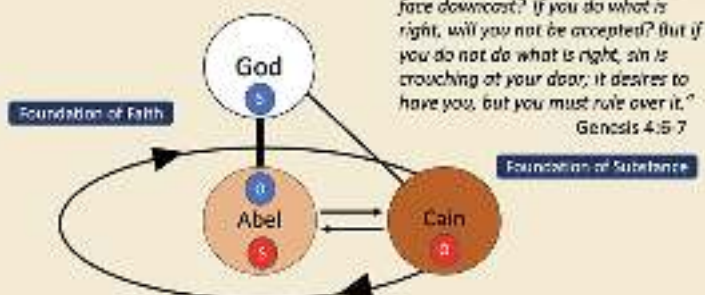 face downcast? If you do what is
right, will you not be accepted? But if
you do not do what is right, sin is
crouching at your door; it desires to
have you, but you must rule over it."
Genesis 4:6-7
God
S
Foundation of Faith
Foundation of Substance
O
Abel
S
Cain
O